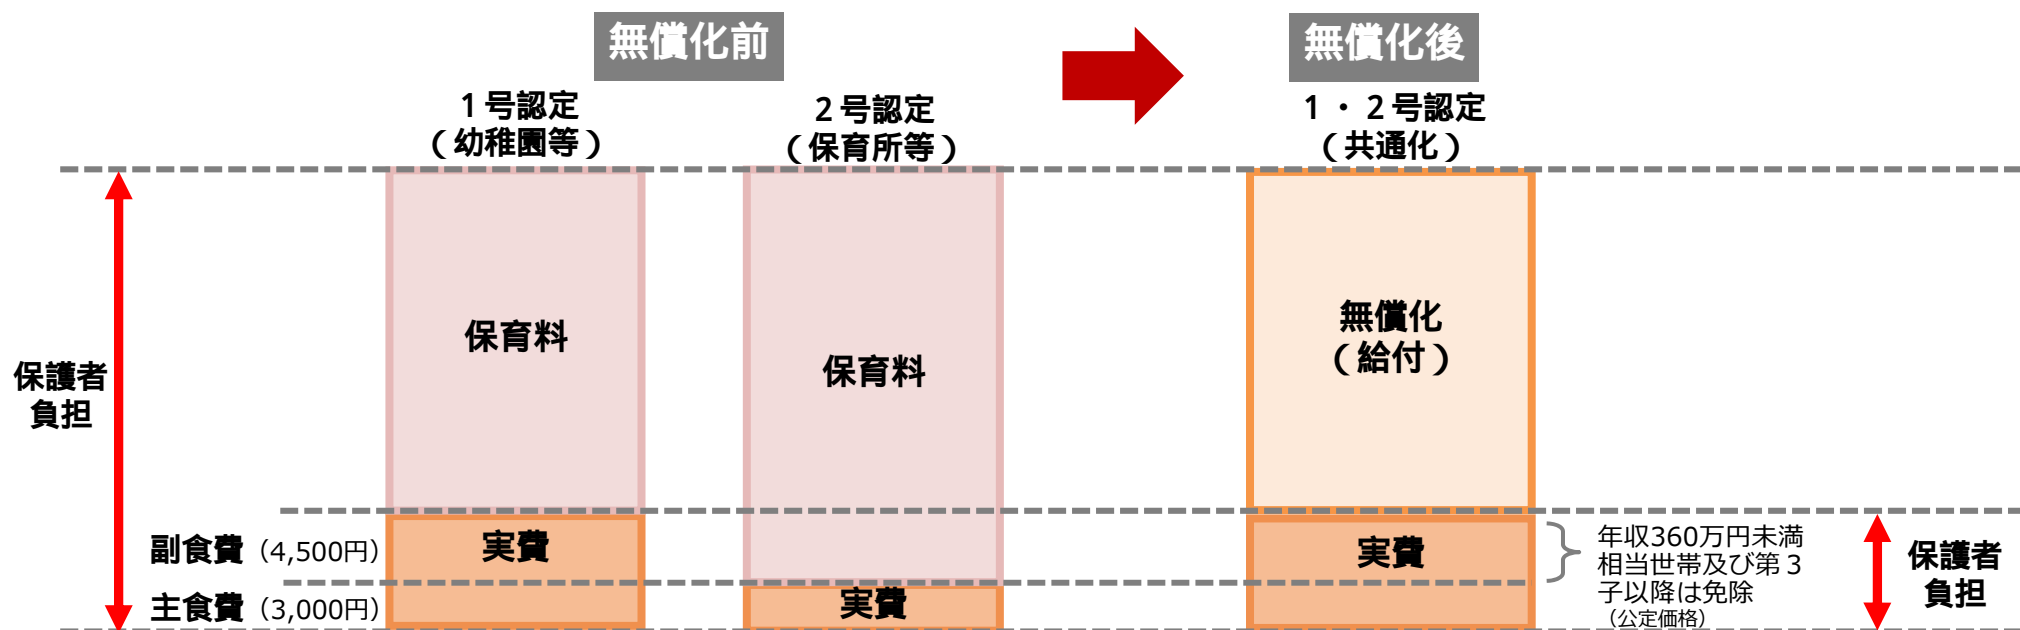 無償化前
無償化後
1号認定
（幼稚園等）
2号認定
（保育所等）
1・2号認定
（共通化）
保育料
保育料
無償化
（給付）
保護者
負担
副食費（4,500円）
実費
実費
年収360万円未満
相当世帯及び第３
子以降は免除
（公定価格）
保護者
負担
主食費（3,000円）
実費